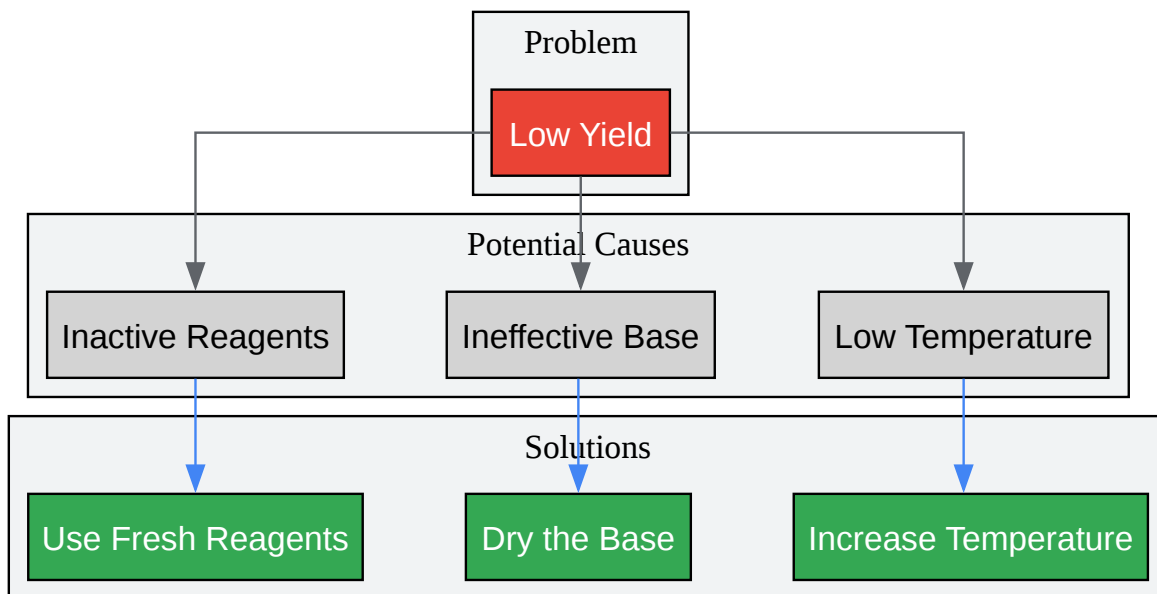 Problem
Low Yield
Potential Causes
Inactive Reagents
Ineffective Base
Low Temperature
Solutions
Use Fresh Reagents
Dry the Base
Increase Temperature